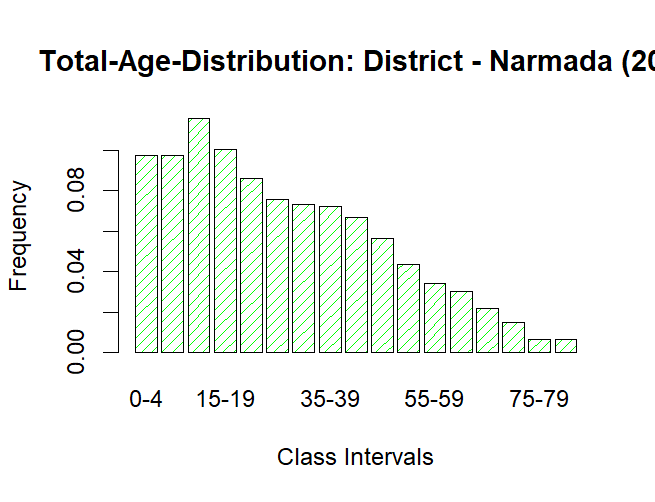 Total-Age-Distribution: District - Narmada (20
Frequency
0.08
0.04
0.00
0-4 15-19 35-39 55-59 75-79
Class Intervals